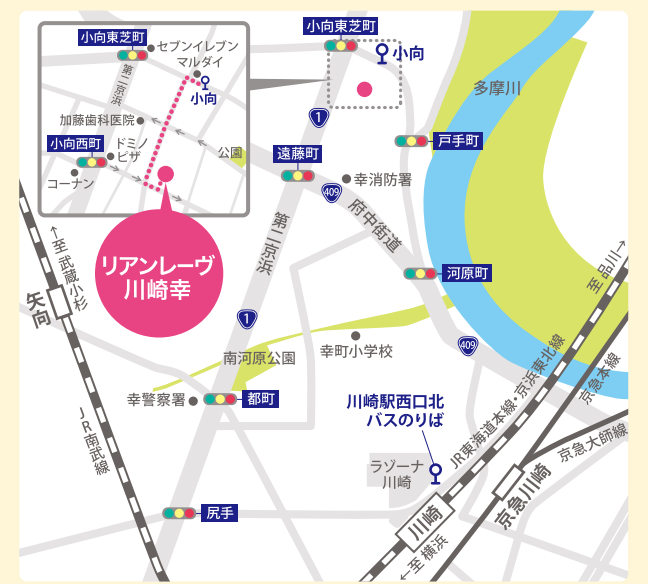 小向東芝町
セブンイレブン
マルダイ
小向
第二京浜
加藤歯科医院
小向西町
ドミノ
ピザ
公園
コーナン
リアンレーヴ
川崎幸
小向東芝町
小向
多摩川
1
戸手町
遠藤町
幸消防署
409
府中街道
第二京浜
河原町
←至 武蔵小杉
矢向
至 品川→
1
南河原公園
幸町小学校
409
幸警察署
都町
川崎駅西口北
バスのりば
JR東海道本線・京浜東北線
京急本線
京急大師線
JR南武線
ラゾーナ
川崎
京急川崎
川崎
尻手
←至 横浜